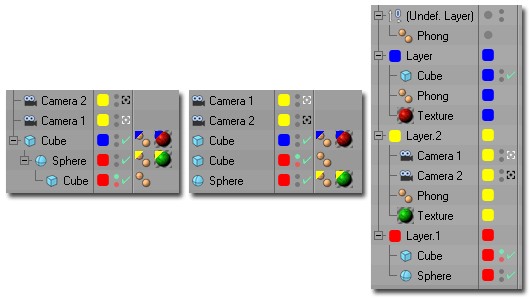 Camera 2
Camera 1
Cube
Sphere
Cube
Camera 1
Camera 2
Cube
Cube
Sphere
(Undef. Layer)
Phong
Layer
Cube
Phong
Texture
Layer.2
Camera 1
Camera 2
Phong
Texture
Layer.1
Cube
Sphere